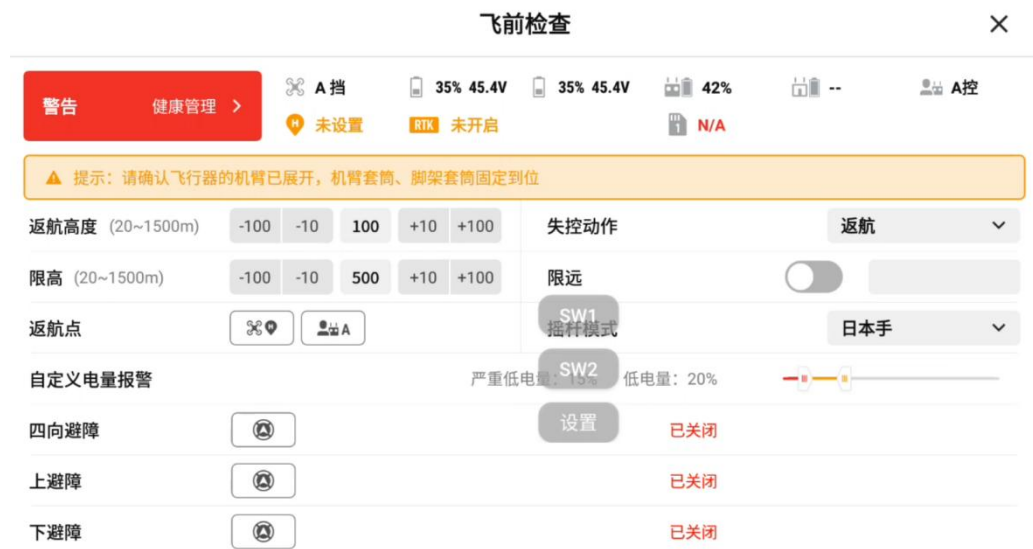 飞前检查
警告 健康管理 A 挡 35% 45.4V 35% 45.4V 42% -- A控
H 未设置 RTK 未开启 1 N/A
提示：请确认飞行器的机臂已展开，机臂套筒、脚架套筒固定到位
返航高度 (20~1500m) -100 -10 100 +10 +100 失控动作 返航
限高 (20~1500m) -100 -10 500 +10 +100 限远
SW1
返航点 H A 摇杆模式 日本手
SW2
自定义电量报警 严重低电量：15% 低电量：20%
设置
四向避障 已关闭
上避障 已关闭
下避障 已关闭